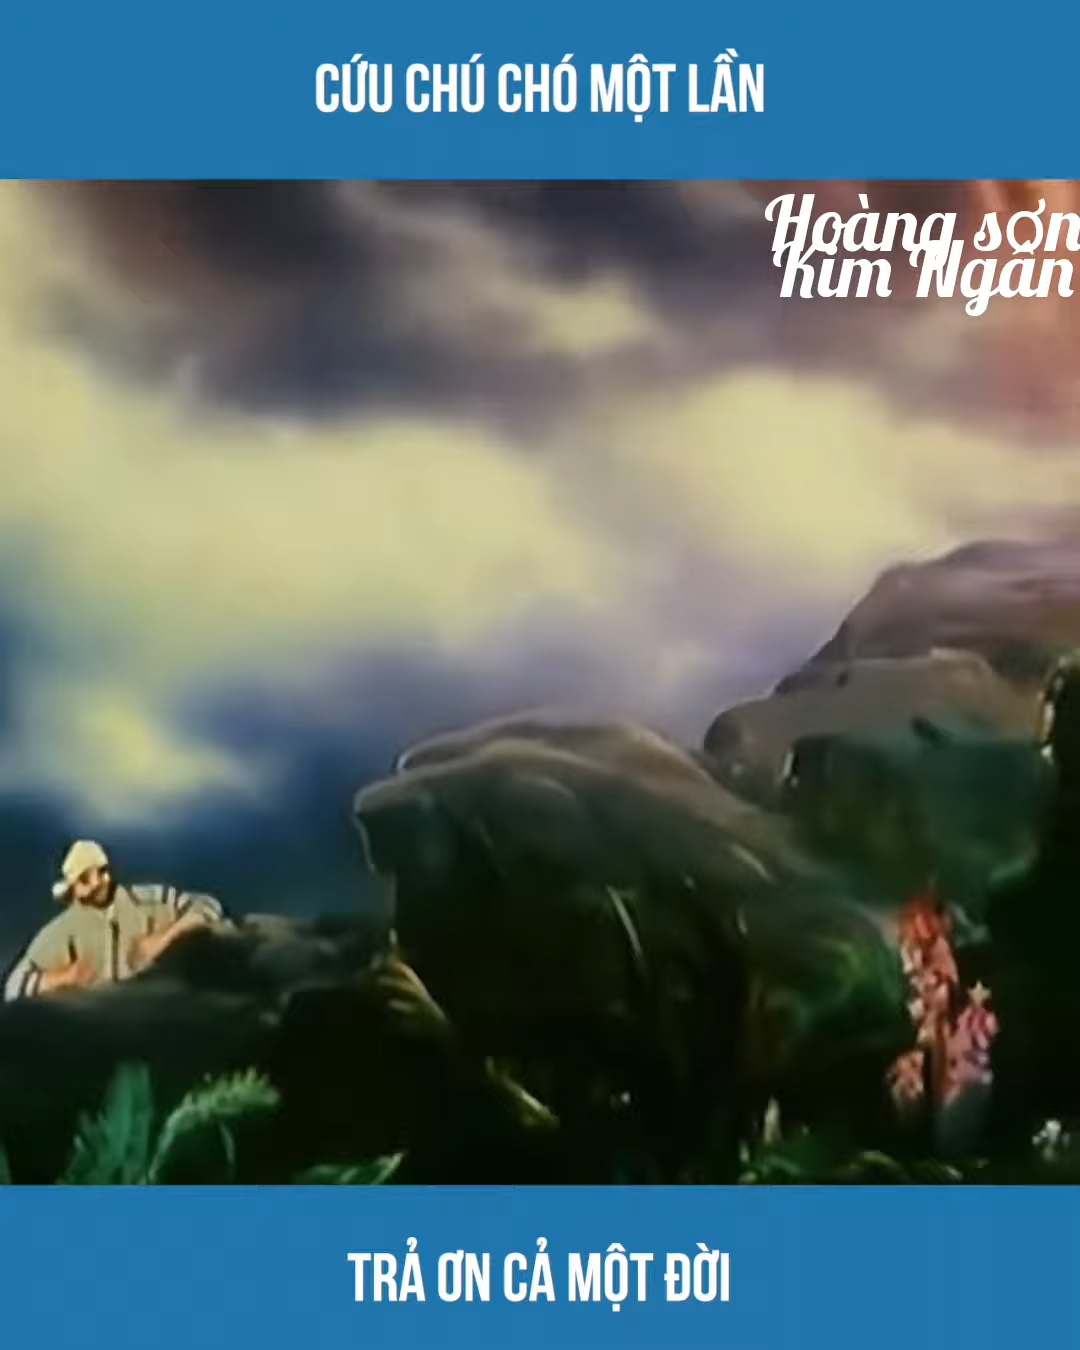 CỨU CHÚ CHÓ MỘT LẦN
Hoàng sơn
Kim Ngân
TRẢ ƠN CẢ MỘT ĐỜI